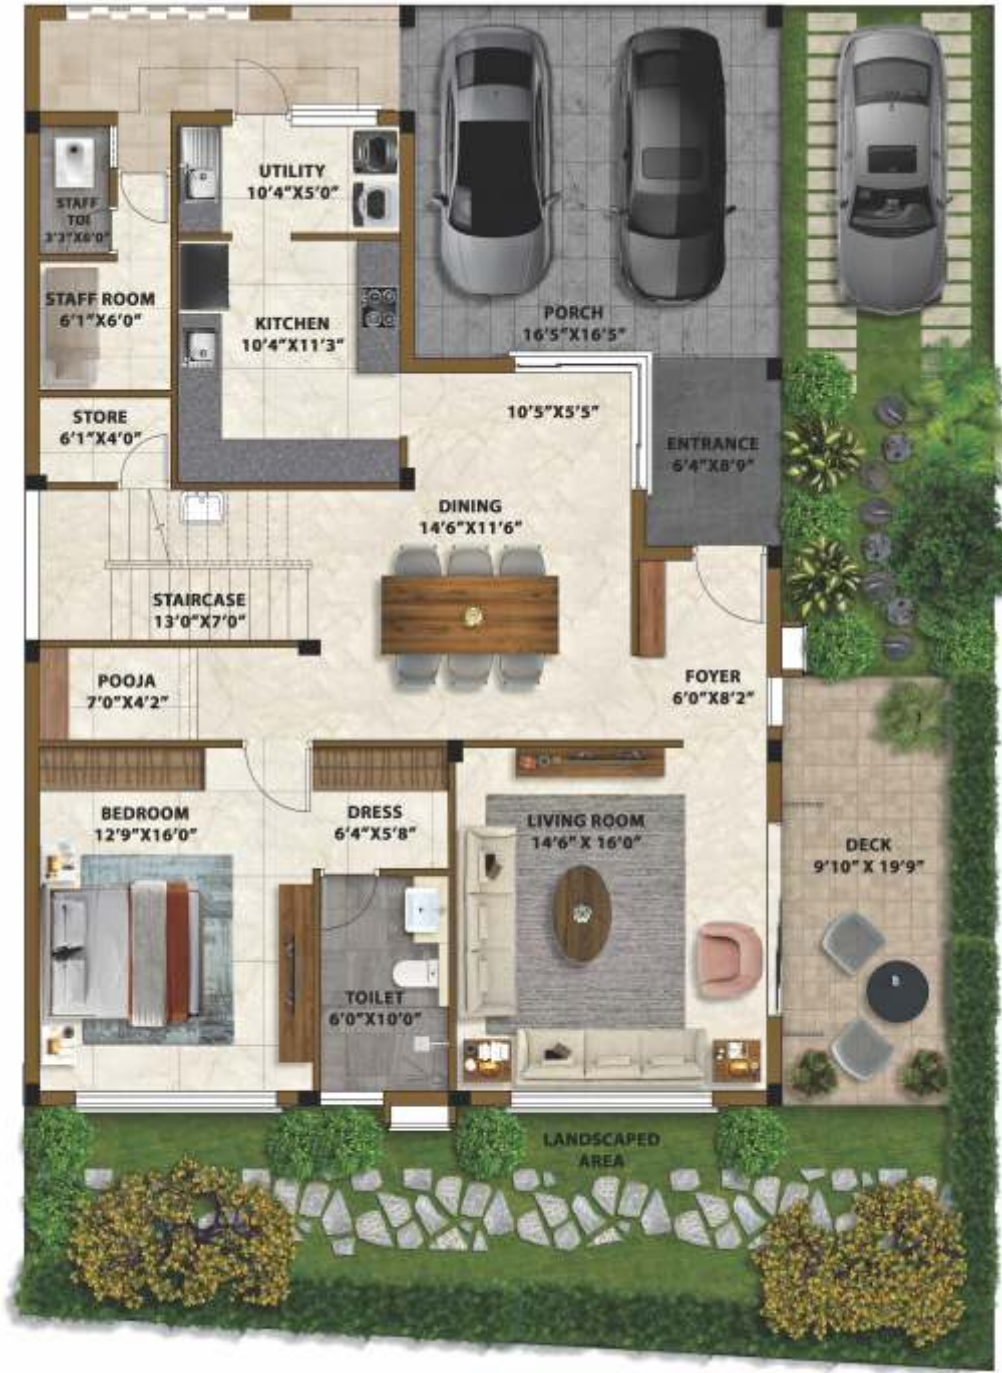 UTILITY
10'4"X5'0"
STAFF
TOI
3'3"X6'0"
STAFF ROOM
6'1"X6'0"
PORCH
16'5"X16'5"
KITCHEN
10'4"X11'3"
STORE
6'1"X4'0"
10'5"X5'5"
ENTRANCE
6'4"X8'9"
DINING
14'6"X11'6"
STAIRCASE
13'0"X7'0"
POOJA
7'0"X4'2"
FOYER
6'0"X8'2"
BEDROOM
12'9"X16'0"
DRESS
6'4"X5'8"
LIVING ROOM
14'6" X 16'0"
DECK
9'10" X 19'9"
TOILET
6'0"X10'0"
LANDSCAPED
AREA